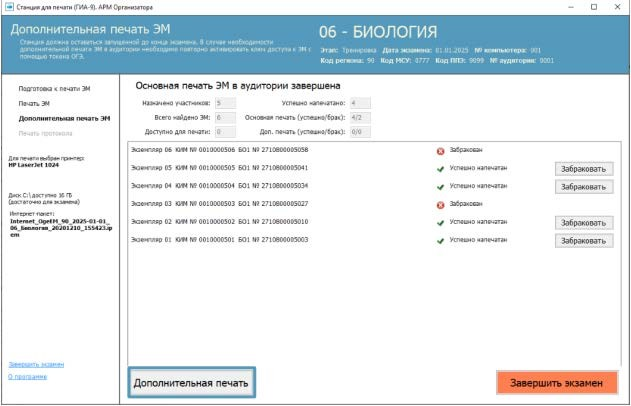 Станция для печати (ГИА-9). АРМ Организатора
Дополнительная печать ЭМ
Станция должна оставаться запущенной до конца экзамена. В случае необходимости
дополнительной печати ЭМ в аудитории необходимо повторно активировать ключ доступа к ЭМ с
помощью токена ОГЭ.
06 - БИОЛОГИЯ
Этап: Тренировка Дата экзамена: 01.01.2025 № компьютера: 001
Код региона: 90 Код МСУ: 0777 Код ППЭ: 9999 № аудитории: 0001
Подготовка к печати ЭМ
Печать ЭМ
Дополнительная печать ЭМ
Печать протокола
Для печати выбран принтер:
HP LaserJet 1024
Диск C:\ доступно 16 ГБ
(достаточно для экзамена)
Интернет-пакет:
Internet_OgeEM_90_2025-01-01_
06_Биология_20201210_155423.ip
em
Завершить экзамен
О программе
Основная печать ЭМ в аудитории завершена
Назначено участников: 5 Успешно напечатано: 4
Всего найдено ЭМ: 6 Основная печать (успешно/брак): 4/2
Доступно для печати: 0 Доп. печать (успешно/брак): 0/0
Экземпляр 06 КИМ № 0010000506 БО1 № 2710800005058 Забракован
Экземпляр 05 КИМ № 0010000505 БО1 № 2710800005041 Успешно напечатан Забраковать
Экземпляр 04 КИМ № 0010000504 БО1 № 2710800005034 Успешно напечатан Забраковать
Экземпляр 03 КИМ № 0010000503 БО1 № 2710800005027 Забракован
Экземпляр 02 КИМ № 0010000502 БО1 № 2710800005010 Успешно напечатан Забраковать
Экземпляр 01 КИМ № 0010000501 БО1 № 2710800005003 Успешно напечатан Забраковать
Дополнительная печать
Завершить экзамен